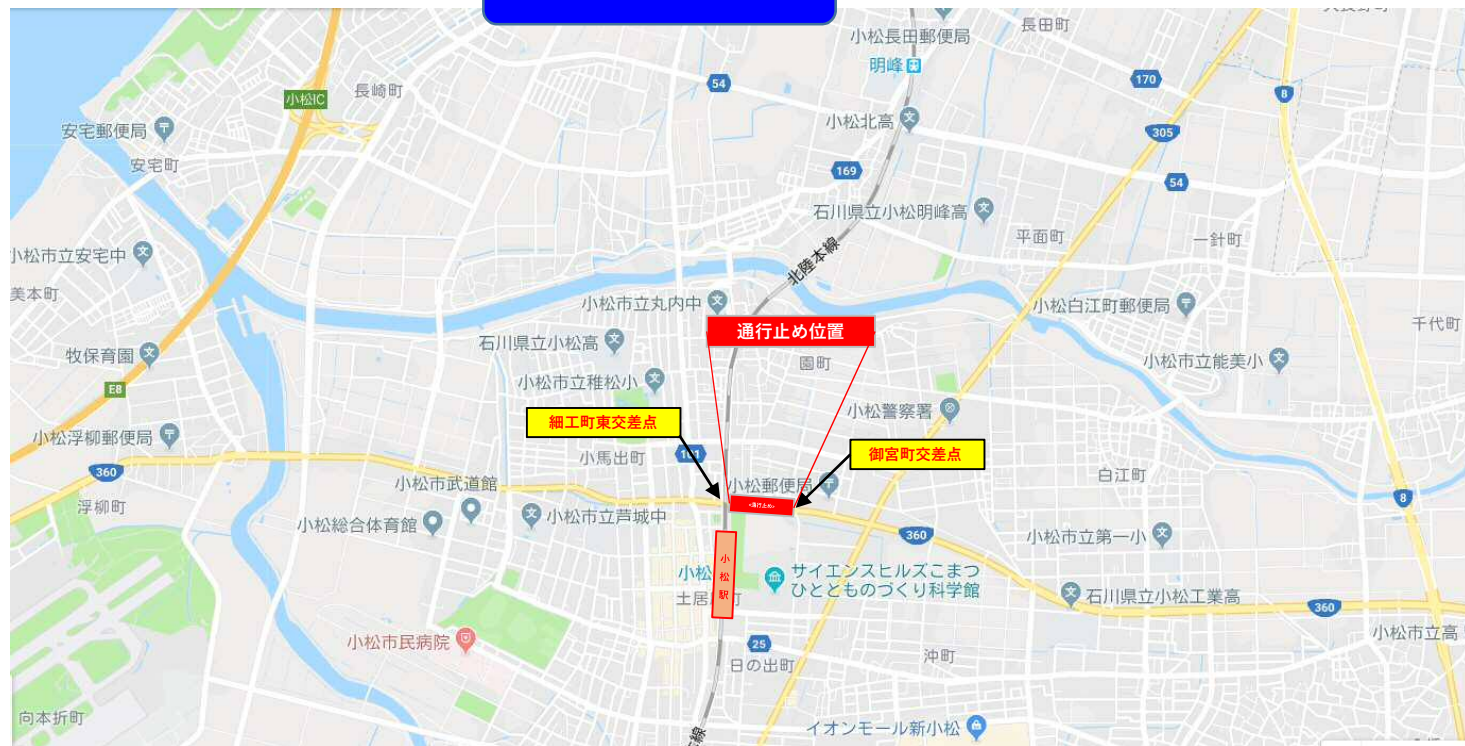 小松長田郵便局
長田町
明峰
54
170
8
小松IC
長崎町
安宅郵便局
安宅町
小松北高
305
169
54
石川県立小松明峰高
平面町
一針町
小松市立安宅中
北陸本線
美本町
小松市立丸内中
小松白江町郵便局
千代町
通行止め位置
石川県立小松高
園町
牧保育園
小松市立能美小
小松市立稚松小
E8
小松警察署
細工町東交差点
御宮町交差点
小松浮柳郵便局
小馬出町
360
小松市武道館
小松郵便局
白江町
8
浮柳町
<通行止め>
小松総合体育館
小松市立芦城中
360
小松市立第一小
小松
小松駅
サイエンスヒルズこまつ
ひととものづくり科学館
土居
町
石川県立小松工業高
360
小松市民病院
25
小松市立高
日の出町
沖町
向本折町
イオンモール新小松
線